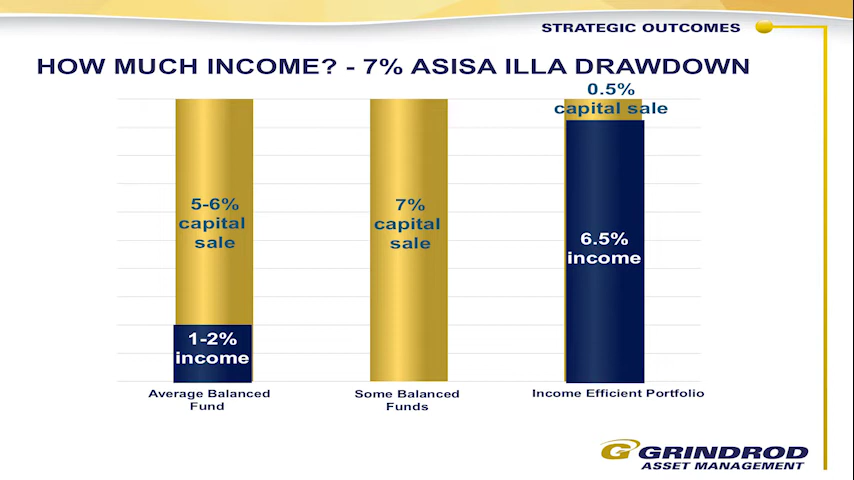 STRATEGIC OUTCOMES
HOW MUCH INCOME? - 7% ASISA ILLA DRAWDOWN
0.5%
capital sale
5-6%
capital
sale
7%
capital
sale
6.5%
income
1-2%
income
Average Balanced
Fund
Some Balanced
Funds
Income Efficient Portfolio
GRINDROD
ASSET MANAGEMENT